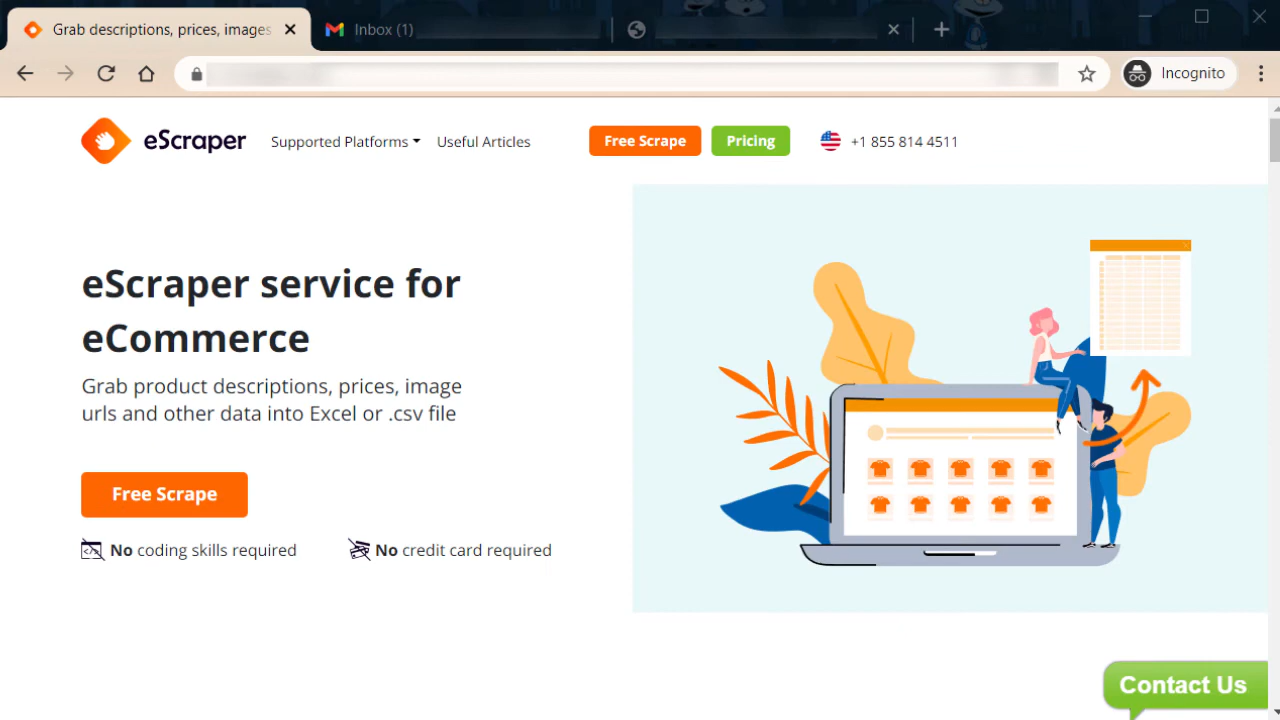 Grab descriptions, prices, images
Inbox (1)
Incognito
eScraper
Supported Platforms
Useful Articles
Free Scrape
Pricing
+1 855 814 4511
eScraper service for
eCommerce
Grab product descriptions, prices, image
urls and other data into Excel or .csv file
Free Scrape
No coding skills required
No credit card required
Contact Us